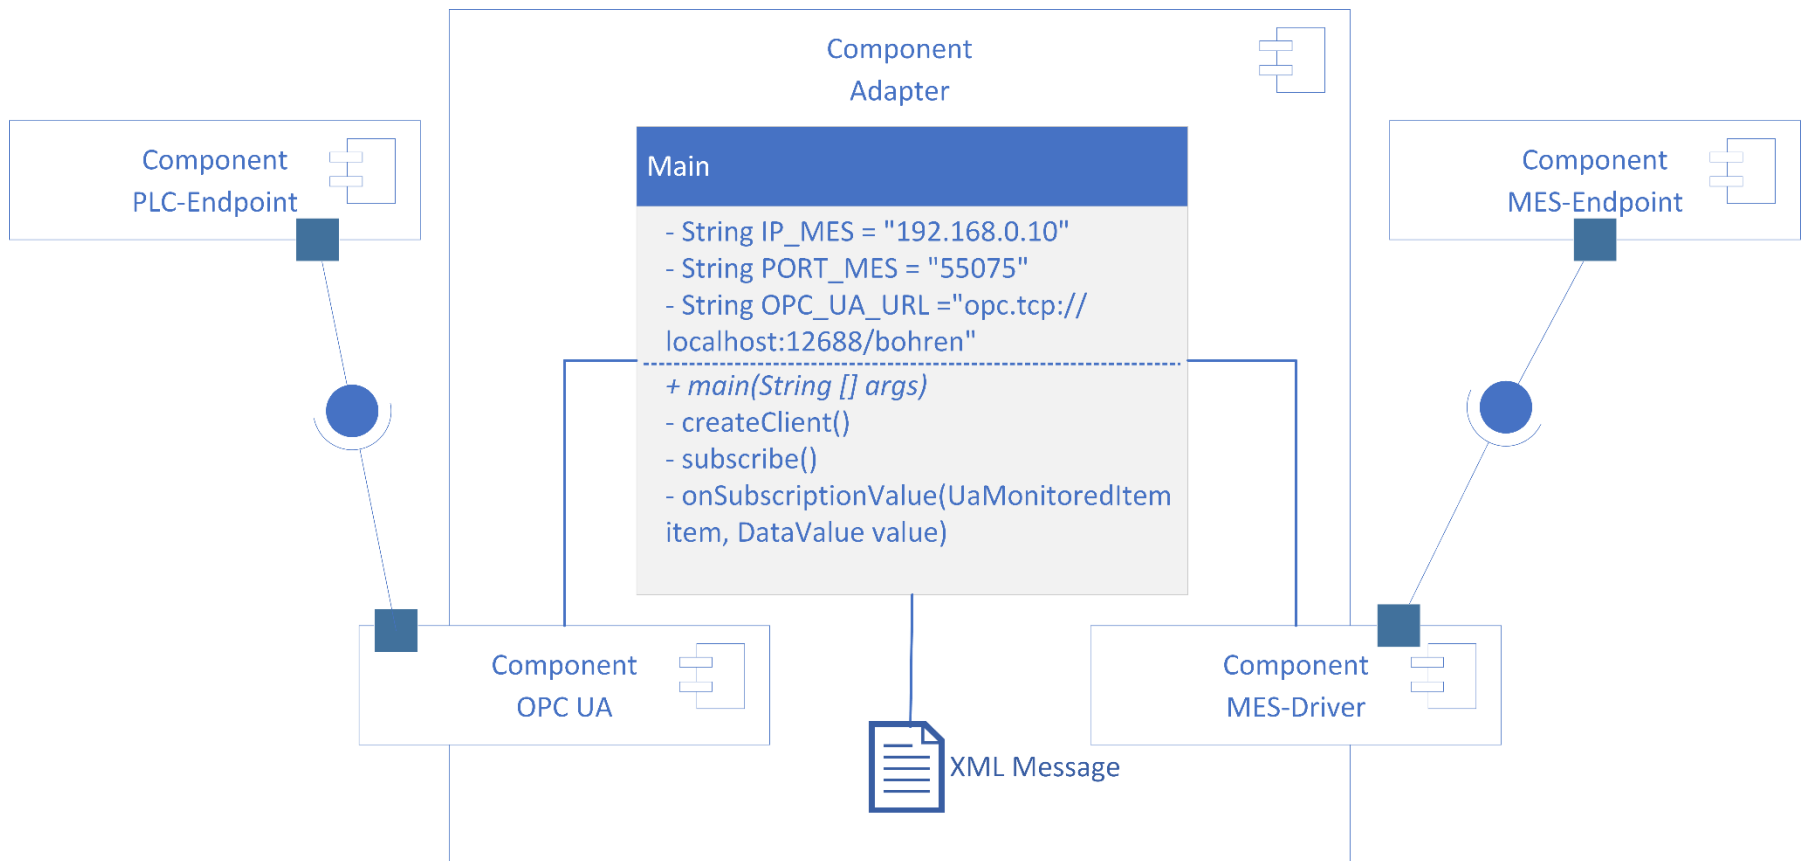 Component
Adapter
Component
PLC-Endpoint
Main
- String IP_MES = "192.168.0.10"
- String PORT_MES = "55075"
- String OPC_UA_URL ="opc.tcp://
localhost:12688/bohren"
+ main(String [] args)
- createClient()
- subscribe()
- onSubscriptionValue(UaMonitoredItem
item, DataValue value)
Component
MES-Endpoint
Component
OPC UA
Component
MES-Driver
XML Message